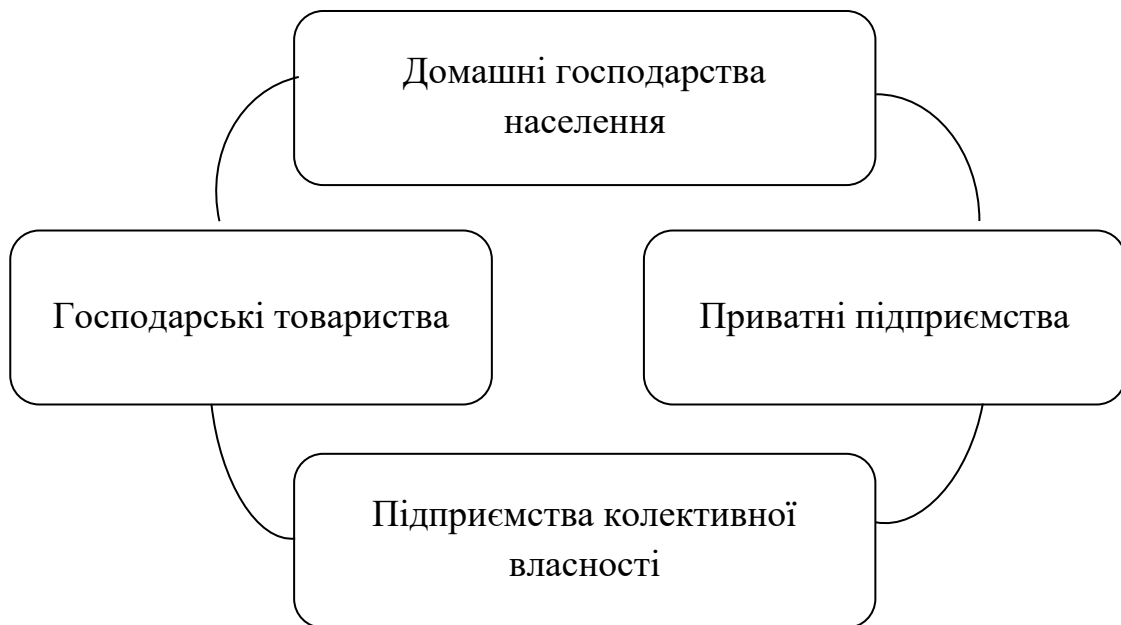 Домашні господарства
населення
Господарські товариства
Приватні підприємства
Підприємства колективної
власності